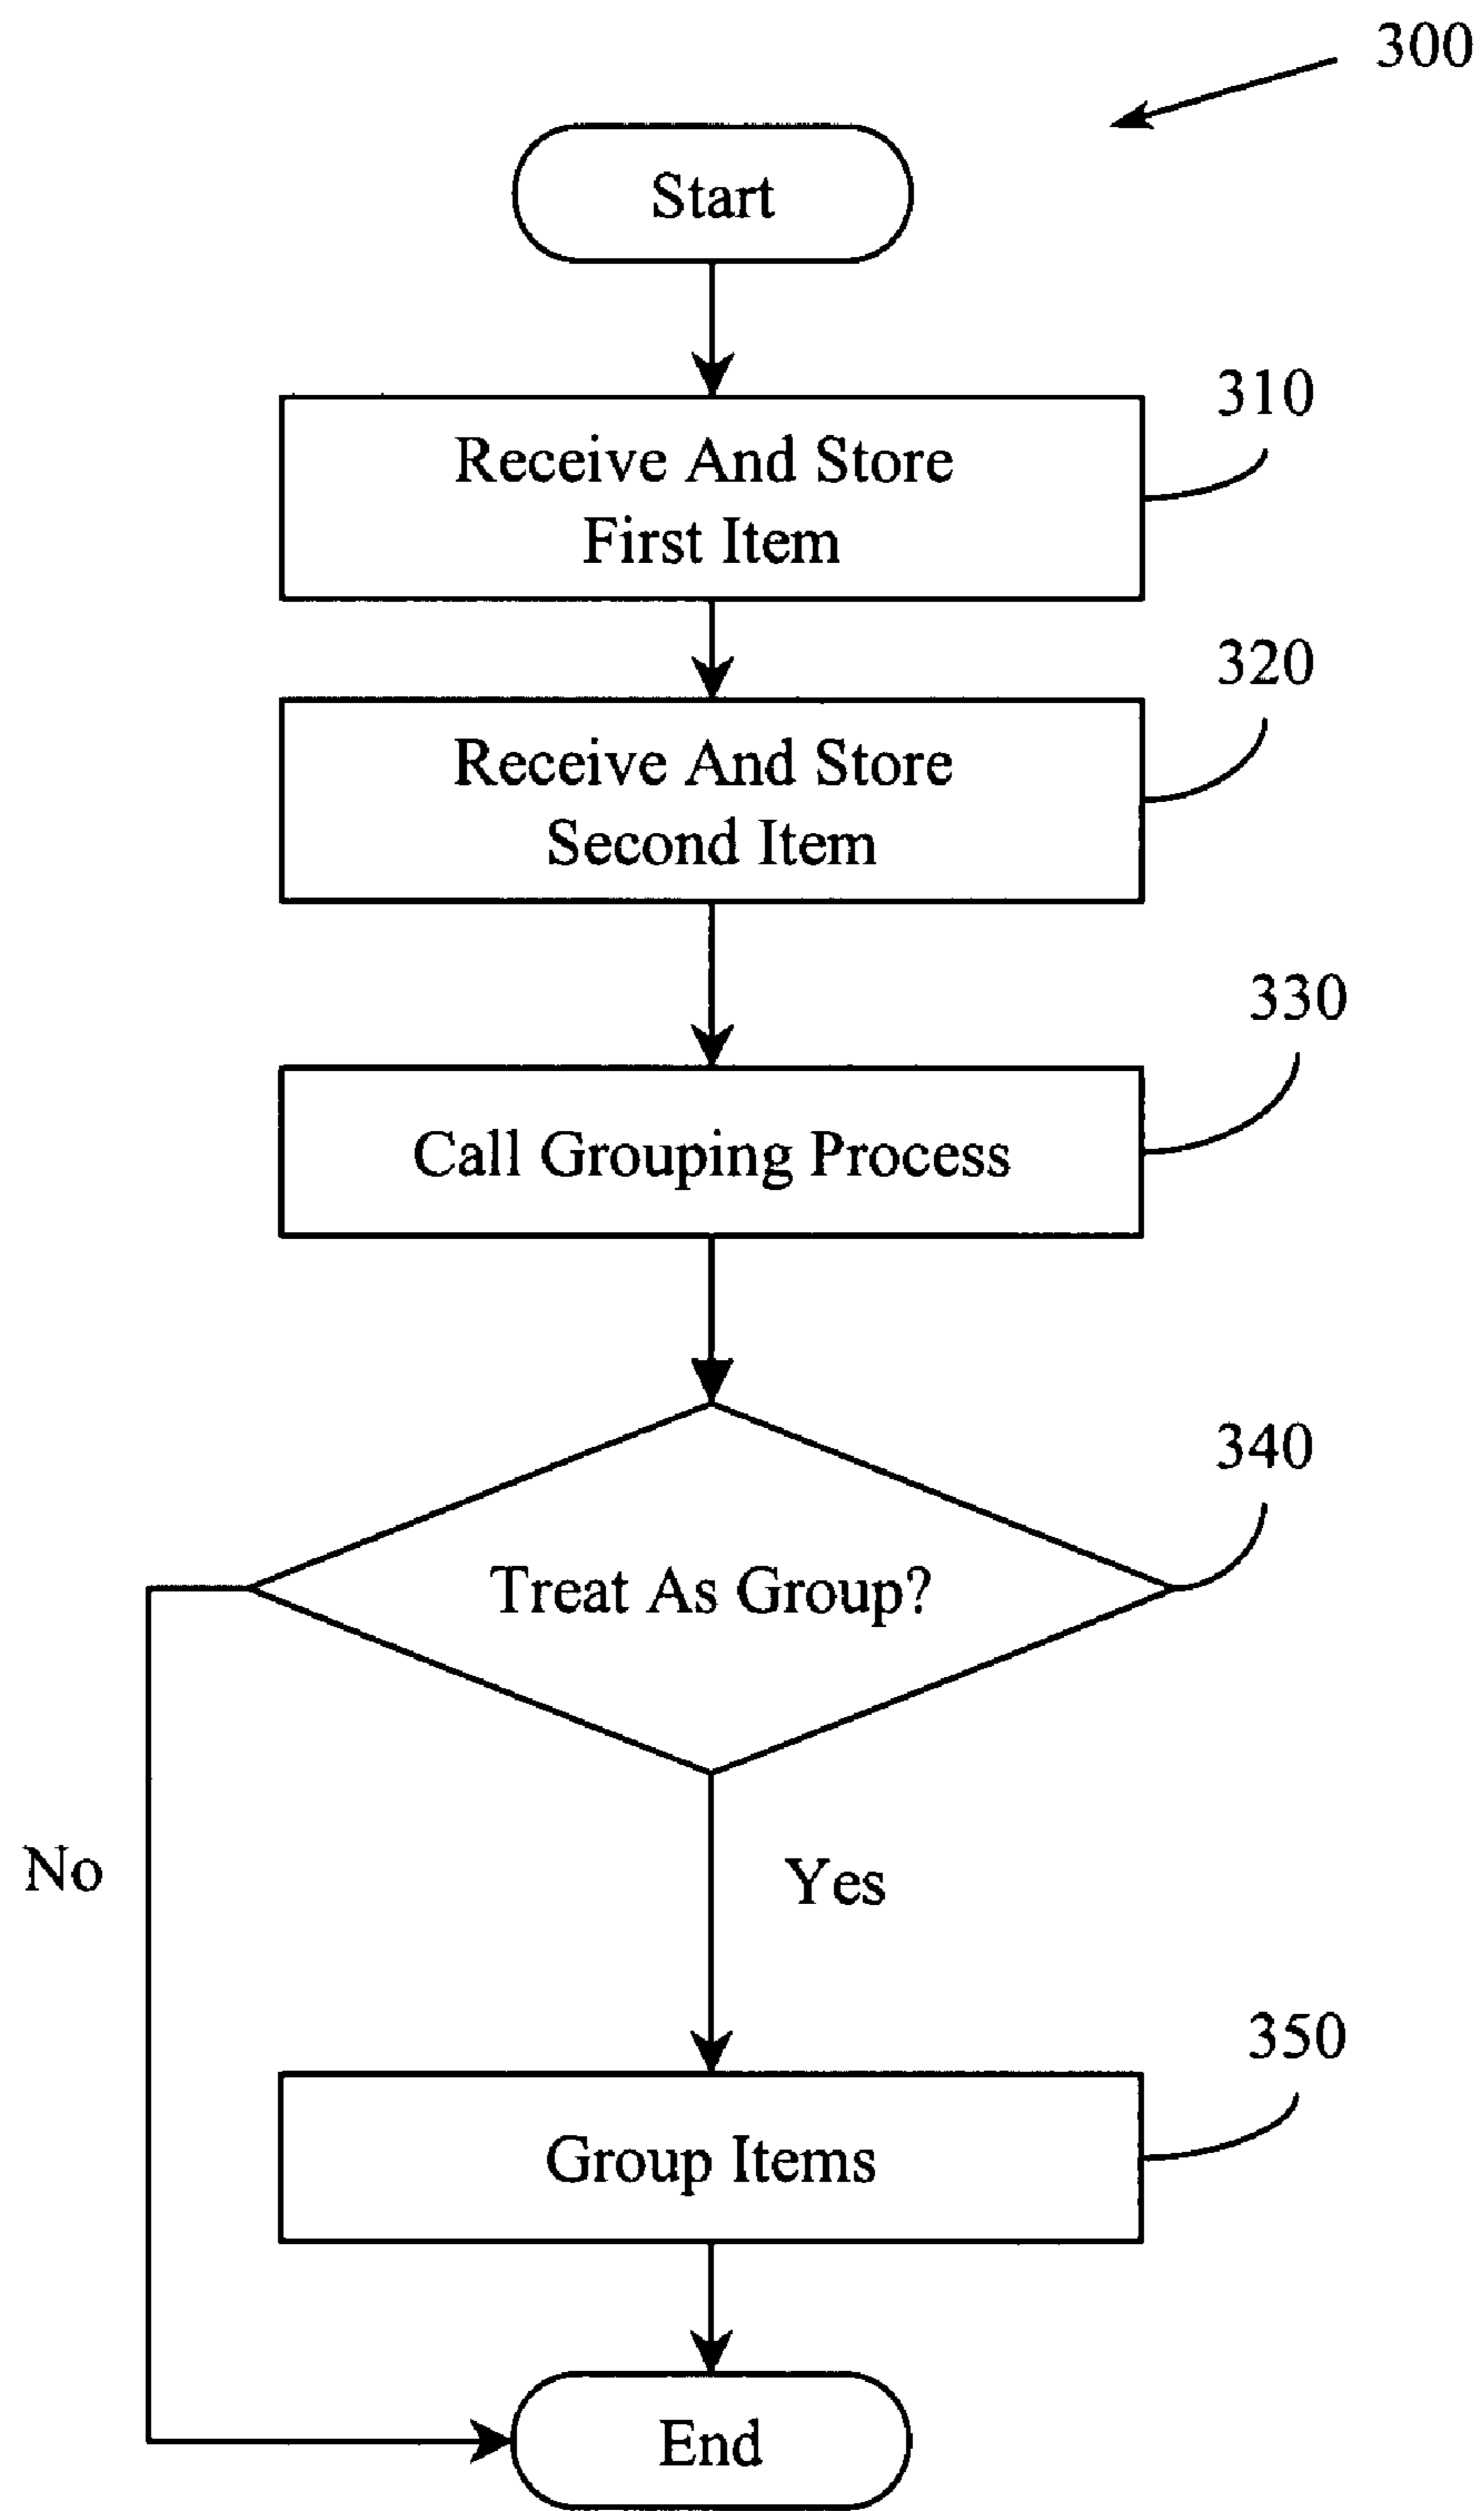 300
Start
310
Receive And Store
First Item
320
Receive And Store
Second Item
330
Call Grouping Process
340
Treat As Group?
No
Yes
350
Group Items
End